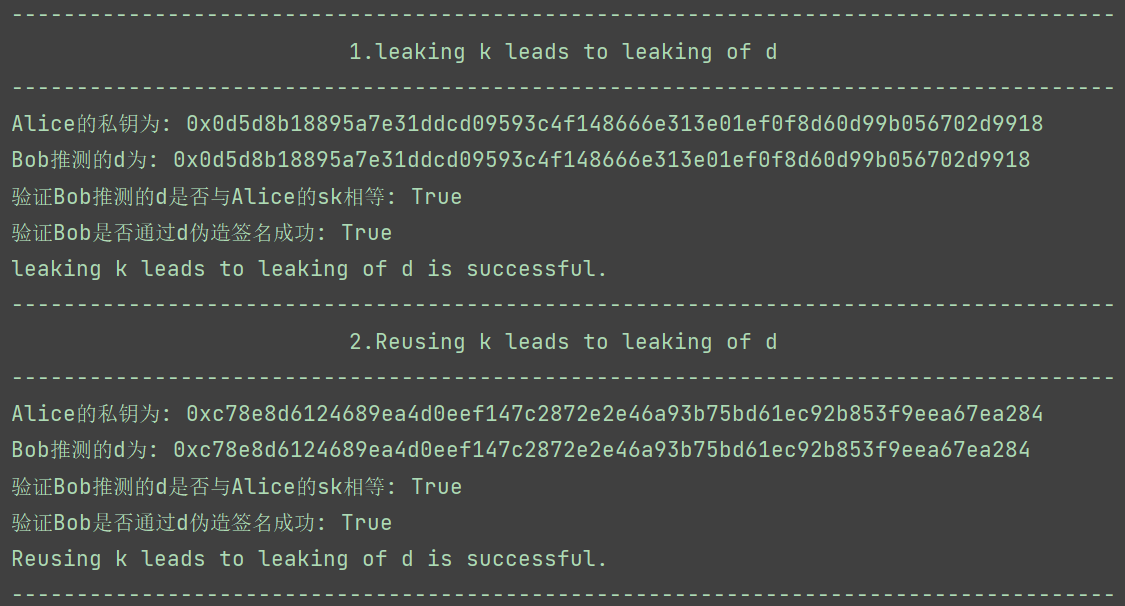 --------------------------------------------------------------------------------------
1.leaking k leads to leaking of d
--------------------------------------------------------------------------------------
Alice的私钥为: 0x0d5d8b18895a7e31ddcd09593c4f148666e313e01ef0f8d60d99b056702d9918
Bob推测的d为: 0x0d5d8b18895a7e31ddcd09593c4f148666e313e01ef0f8d60d99b056702d9918
验证Bob推测的d是否与Alice的sk相等: True
验证Bob是否通过d伪造签名成功: True
leaking k leads to leaking of d is successful.
--------------------------------------------------------------------------------------
2.Reusing k leads to leaking of d
--------------------------------------------------------------------------------------
Alice的私钥为: 0xc78e8d6124689ea4d0eef147c2872e2e46a93b75bd61ec92b853f9eea67ea284
Bob推测的d为: 0xc78e8d6124689ea4d0eef147c2872e2e46a93b75bd61ec92b853f9eea67ea284
验证Bob推测的d是否与Alice的sk相等: True
验证Bob是否通过d伪造签名成功: True
Reusing k leads to leaking of d is successful.
--------------------------------------------------------------------------------------